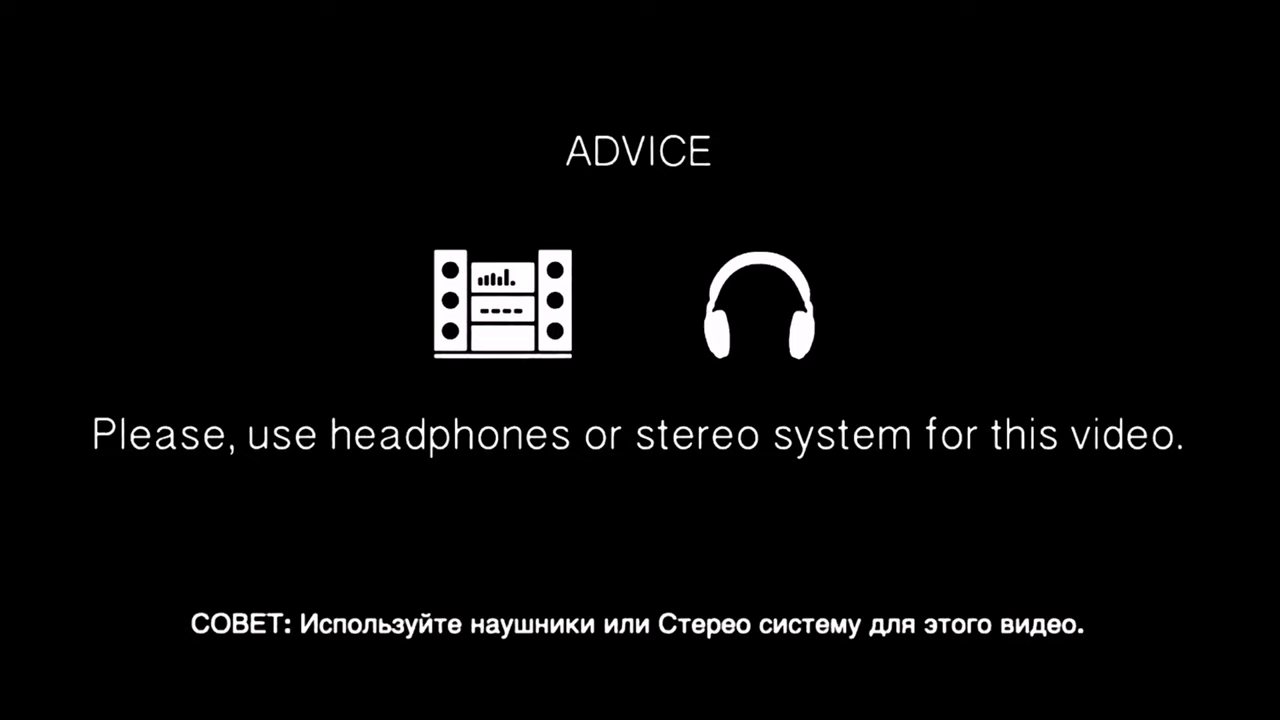 ADVICE
Please, use headphones or stereo system for this video.
СОВЕТ: Используйте наушники или Стерео систему для этого видео.